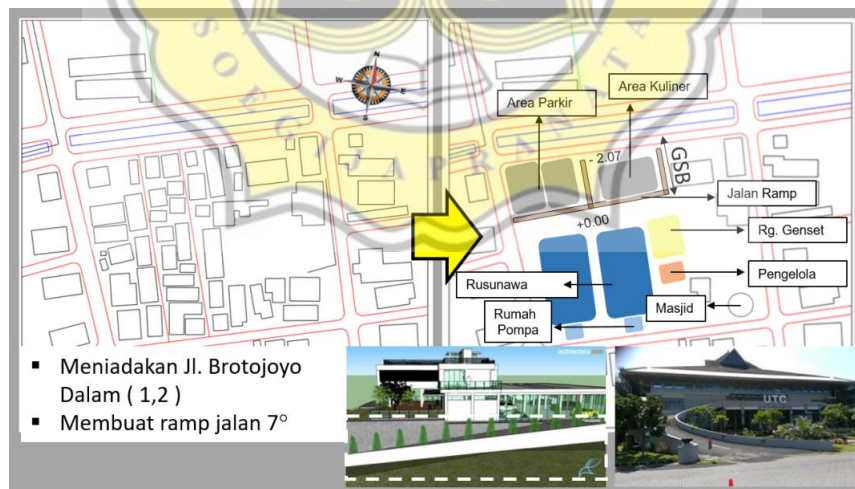 SOEGIJAPRANATA
N
W
E
S
Area Parkir
Area Kuliner
- 2.07
GSB
+0.00
Jalan Ramp
Rg. Genset
Pengelola
Masjid
Rusunawa
Rumah
Pompa
▪ Meniadakan Jl. Brotojoyo
Dalam ( 1,2 )
▪ Membuat ramp jalan 7°
UTC